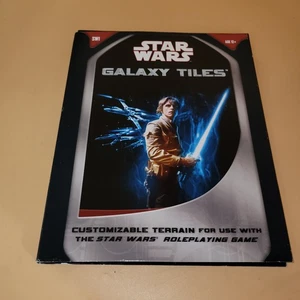 STAR
WARS
GALAXY TILES
CUSTOMIZABLE TERRAIN FOR USE WITH
THE STAR WARS ROLEPLAYING GAME